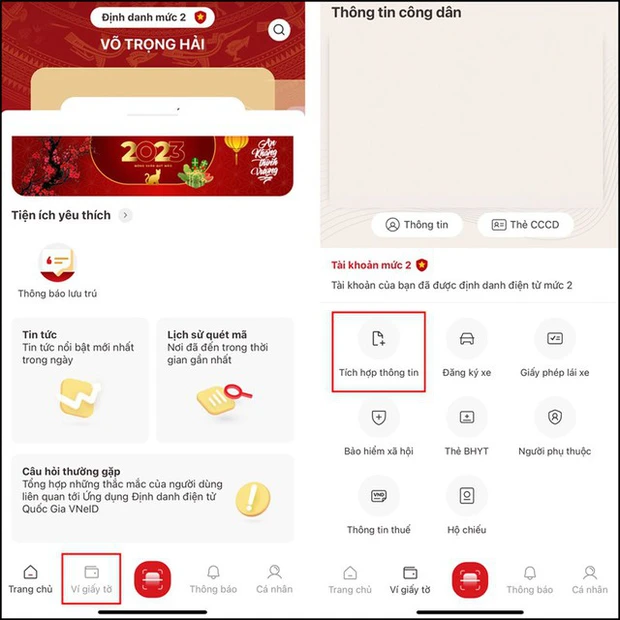 Định danh mức 2
VÕ TRỌNG HẢI
2023
An
Khang
Thịnh
Vượng
Tiện ích yêu thích
Thông báo lưu trú
Tin tức
Tin tức nổi bật mới nhất
trong ngày
Lịch sử quét mã
Nơi đã đến trong thời
gian gần nhất
Câu hỏi thường gặp
Tổng hợp những thắc mắc của người dùng
liên quan tới Ứng dụng Định danh điện tử
Quốc Gia VNeID
Trang chủ
Ví giấy tờ
Thông báo
Cá nhân
Thông tin công dân
Thông tin
Thẻ CCCD
Tài khoản mức 2
Tài khoản của bạn đã được định danh điện tử mức 2
Tích hợp thông tin
Đăng ký xe
Giấy phép lái xe
Bảo hiểm xã hội
Thẻ BHYT
Người phụ thuộc
VND
Thông tin thuế
Hộ chiếu
Trang chủ
Ví giấy tờ
Thông báo
Cá nhân